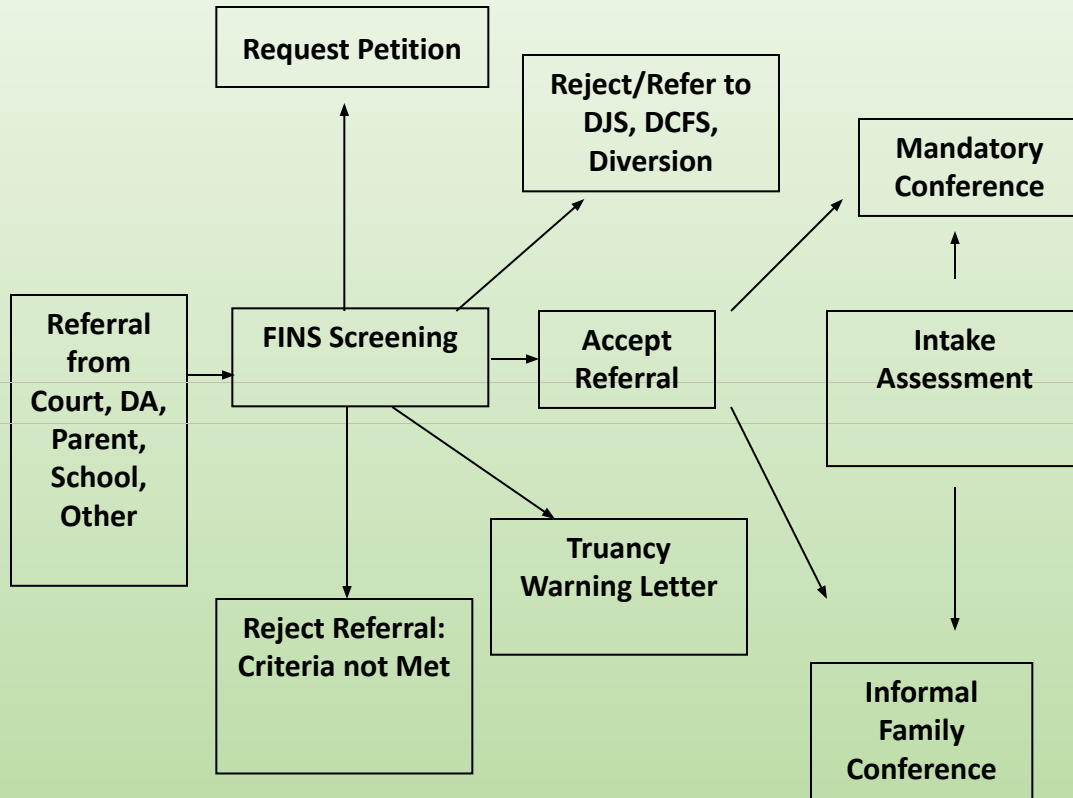 Request Petition
Reject/Refer to
DJS, DCFS,
Diversion
Mandatory
Conference
Referral
from
Court, DA,
Parent,
School,
Other
FINS Screening
Accept
Referral
Intake
Assessment
Truancy
Warning Letter
Reject Referral:
Criteria not Met
Informal
Family
Conference